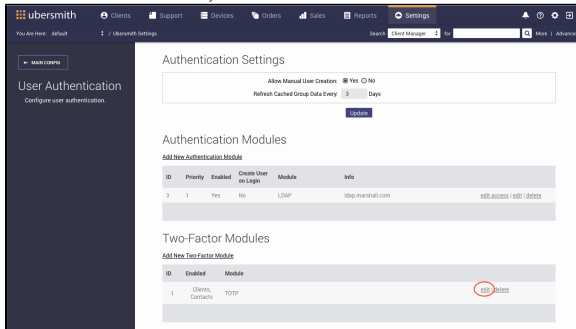 ubersmith
Clients Support Devices Orders Sales Reports Settings
You Are Here: default / Ubersmith Settings Search Client Manager for More | Advance
← MAIN CONFIG
User Authentication
Configure user authentication.
Authentication Settings
Allow Manual User Creation: Yes No
Refresh Cached Group Data Every: 3 Days
Update
Authentication Modules
Add New Authentication Module
ID Priority Enabled Create User on Login Module Info
3 1 Yes No LDAP ldap.marshall.com edit access | edit | delete
Two-Factor Modules
Add New Two-Factor Module
ID Enabled Module
1 Clients, Contacts TOTP edit | delete